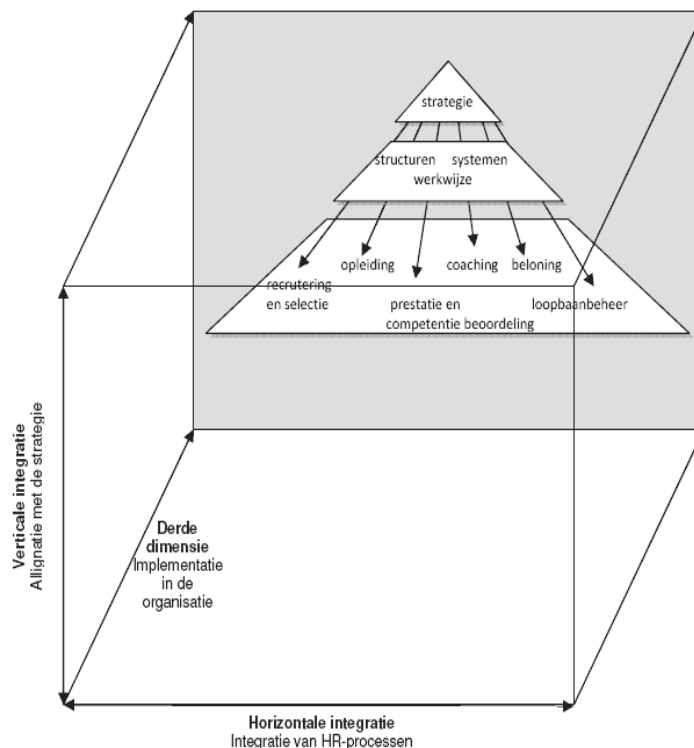 strategie
structuren systemen
werkwijze
opleiding coaching beloning
recrutering
en selectie
prestatie en
competentie beoordeling
loopbaanbeheer
Verticale integratie
Allignatie met de strategie
Derde
dimensie
Implementatie
in de
organisatie
Horizontale integratie
Integratie van HR-processen